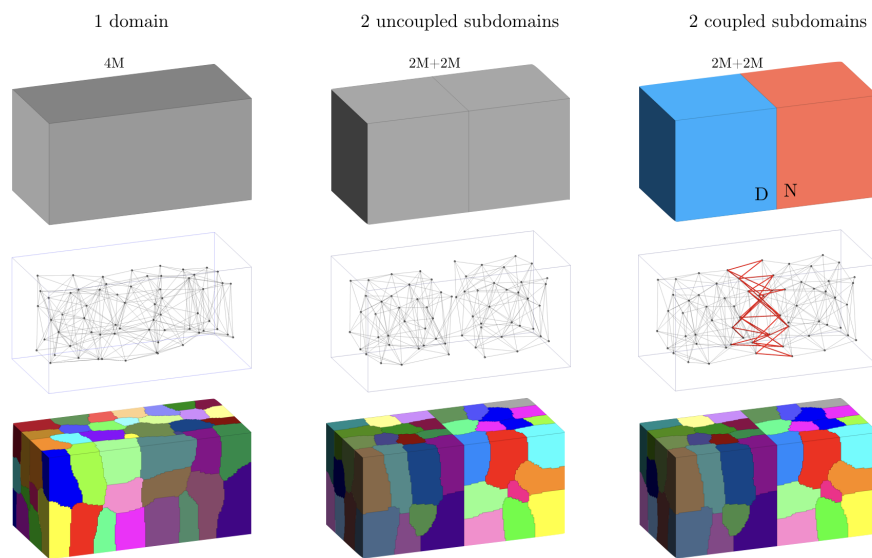 1 domain
2 uncoupled subdomains
2 coupled subdomains
4M
2M+2M
2M+2M
D
N